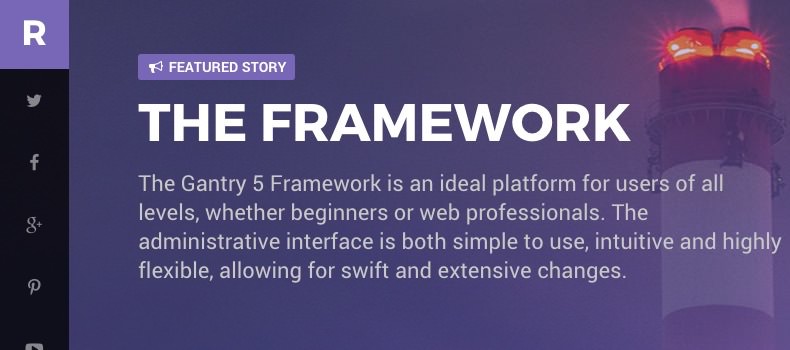 R
FEATURED STORY
THE FRAMEWORK
The Gantry 5 Framework is an ideal platform for users of all
levels, whether beginners or web professionals. The
administrative interface is both simple to use, intuitive and highly
flexible, allowing for swift and extensive changes.